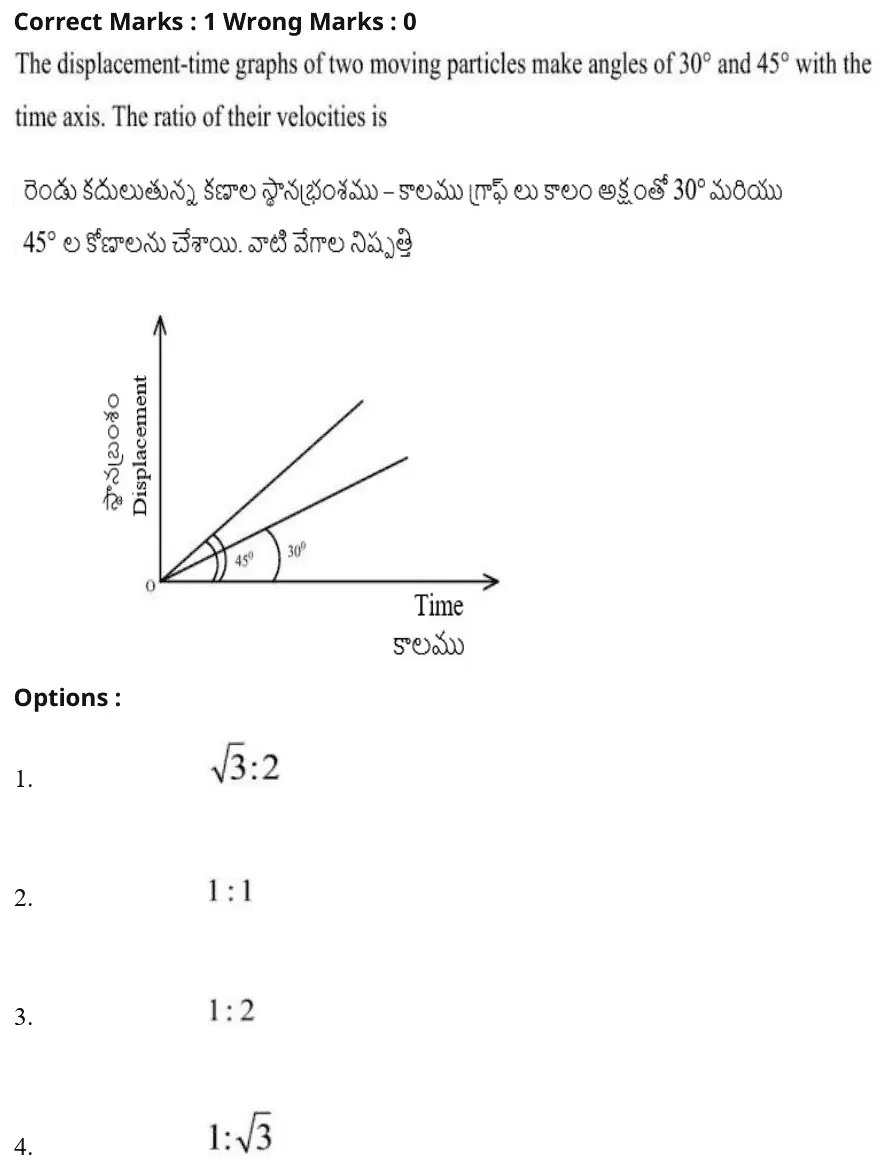 Correct Marks : 1 Wrong Marks : 0
The displacement-time graphs of two moving particles make angles of 30° and 45° with the
time axis. The ratio of their velocities is
రెండు కదులుతున్న కణాల స్థానభ్రంశము – కాలము గ్రాఫ్ లు కాలం అక్షంతో 30° మరియు
45° ల కోణాలను చేశాయి. వాటి వేగాల నిష్పత్తి
స్థానబ్రంశం
Displacement
45⁰
30⁰
0
Time
కాలము
Options :
1. √3:2
2. 1 : 1
3. 1 : 2
4. 1:√3